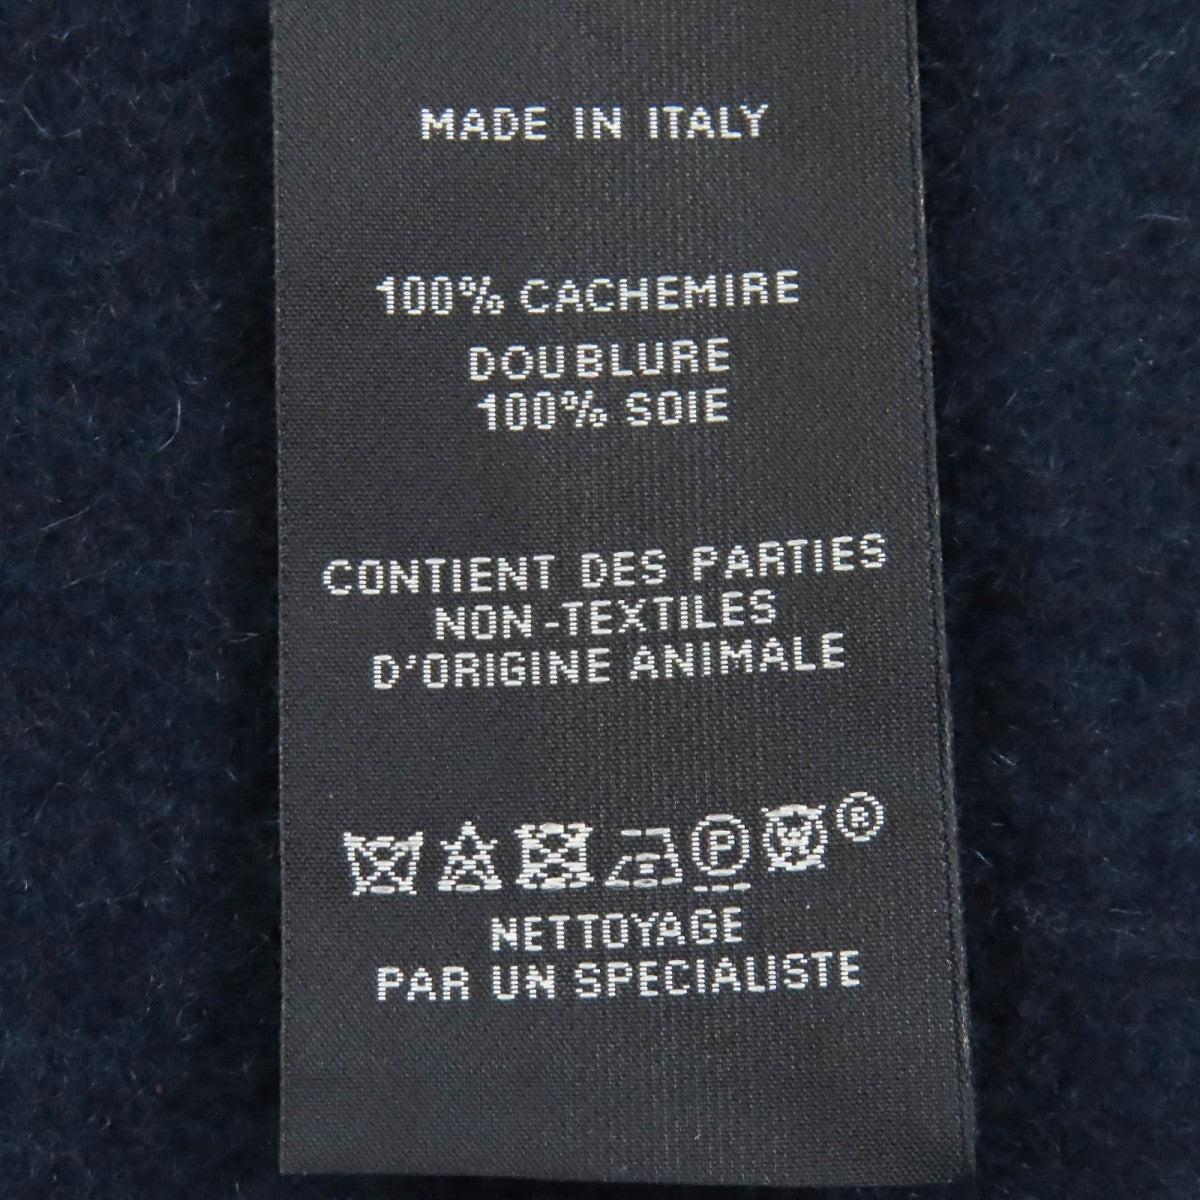 MADE IN ITALY
100% CACHEMIRE
DOUBLURE
100% SOIE
CONTIENT DES PARTIES
NON-TEXTILES
D'ORIGINE ANIMALE
P W ®
NETTOYAGE
PAR UN SPECIALISTE